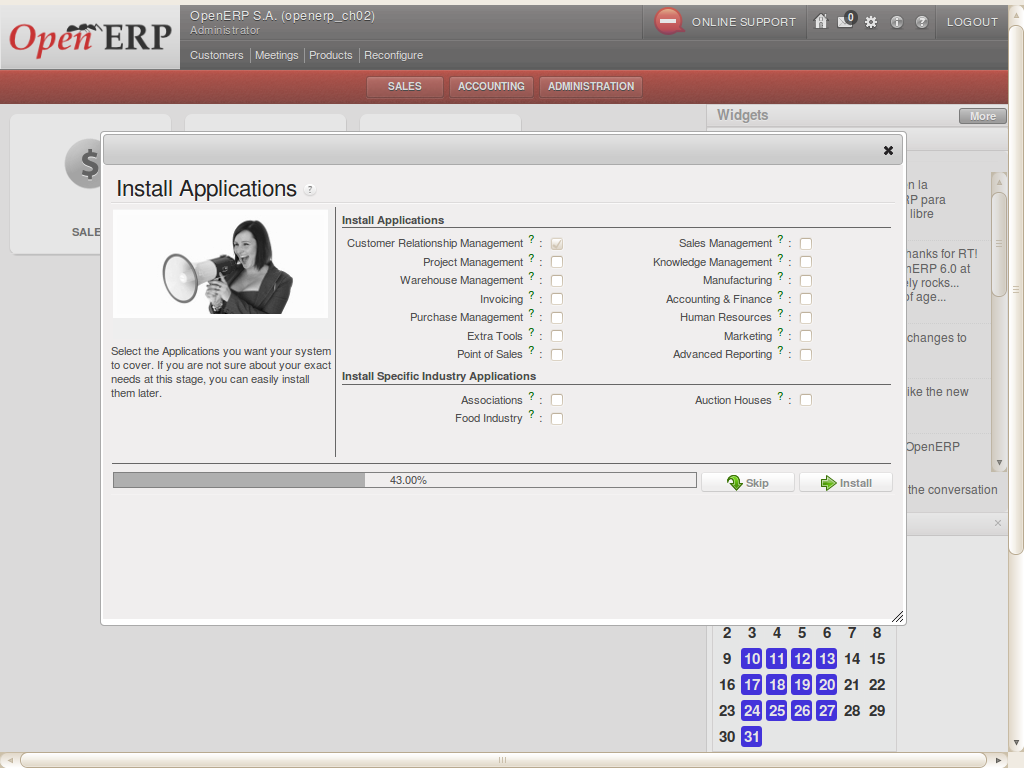 Open ERP
OpenERP S.A. (openerp_ch02)
Administrator
ONLINE SUPPORT
0
LOGOUT
Customers
Meetings
Products
Reconfigure
SALES
ACCOUNTING
ADMINISTRATION
Widgets
More
$
SALE
Install Applications ?
Select the Applications you want your system
to cover. If you are not sure about your exact
needs at this stage, you can easily install
them later.
Install Applications
Customer Relationship Management ? :
Sales Management ? :
Project Management ? :
Knowledge Management ? :
Warehouse Management ? :
Manufacturing ? :
Invoicing ? :
Accounting & Finance ? :
Purchase Management ? :
Human Resources ? :
Extra Tools ? :
Marketing ? :
Point of Sales ? :
Advanced Reporting ? :
Install Specific Industry Applications
Associations ? :
Auction Houses ? :
Food Industry ? :
43.00%
Skip
Install
n la
RP para
libre
hanks for RT!
nERP 6.0 at
ely rocks...
of age...
changes to
ike the new
OpenERP
the conversation
2 3 4 5 6 7 8
9 10 11 12 13 14 15
16 17 18 19 20 21 22
23 24 25 26 27 28 29
30 31